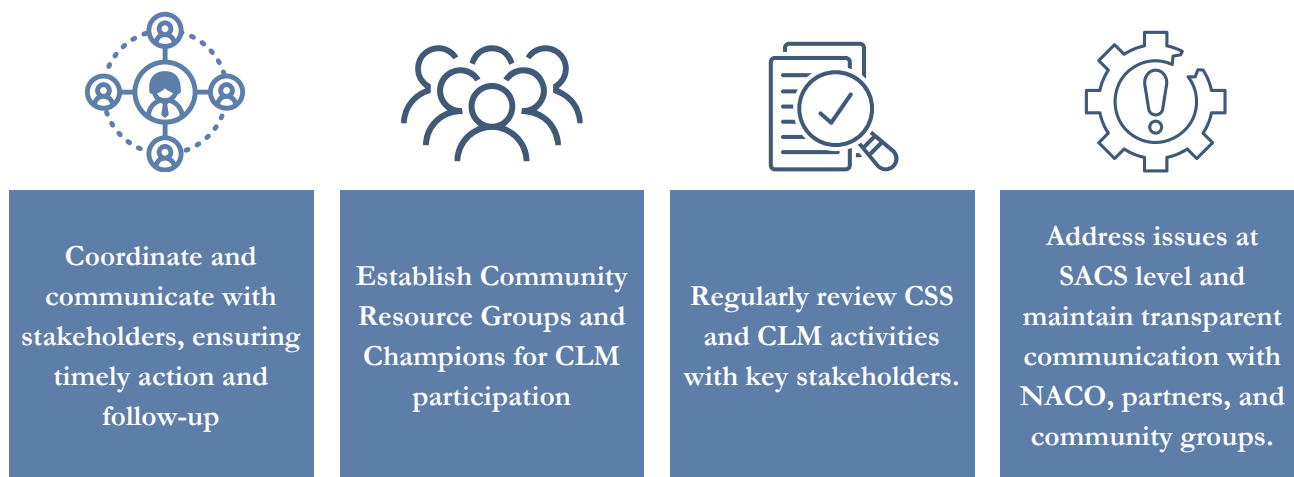 Coordinate and
communicate with
stakeholders, ensuring
timely action and
follow-up
Establish Community
Resource Groups and
Champions for CLM
participation
Regularly review CSS
and CLM activities
with key stakeholders.
Address issues at
SACS level and
maintain transparent
communication with
NACO, partners, and
community groups.